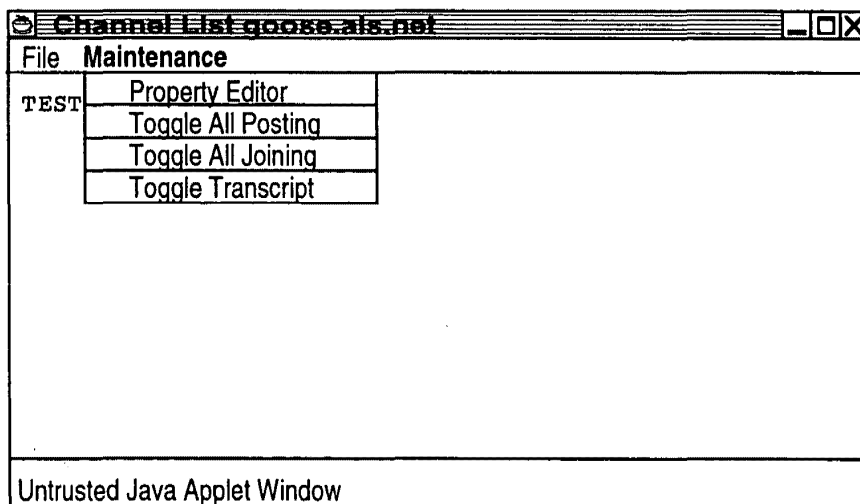 Channel List goose.als.net
File Maintenance
TEST
Property Editor
Toggle All Posting
Toggle All Joining
Toggle Transcript
Untrusted Java Applet Window